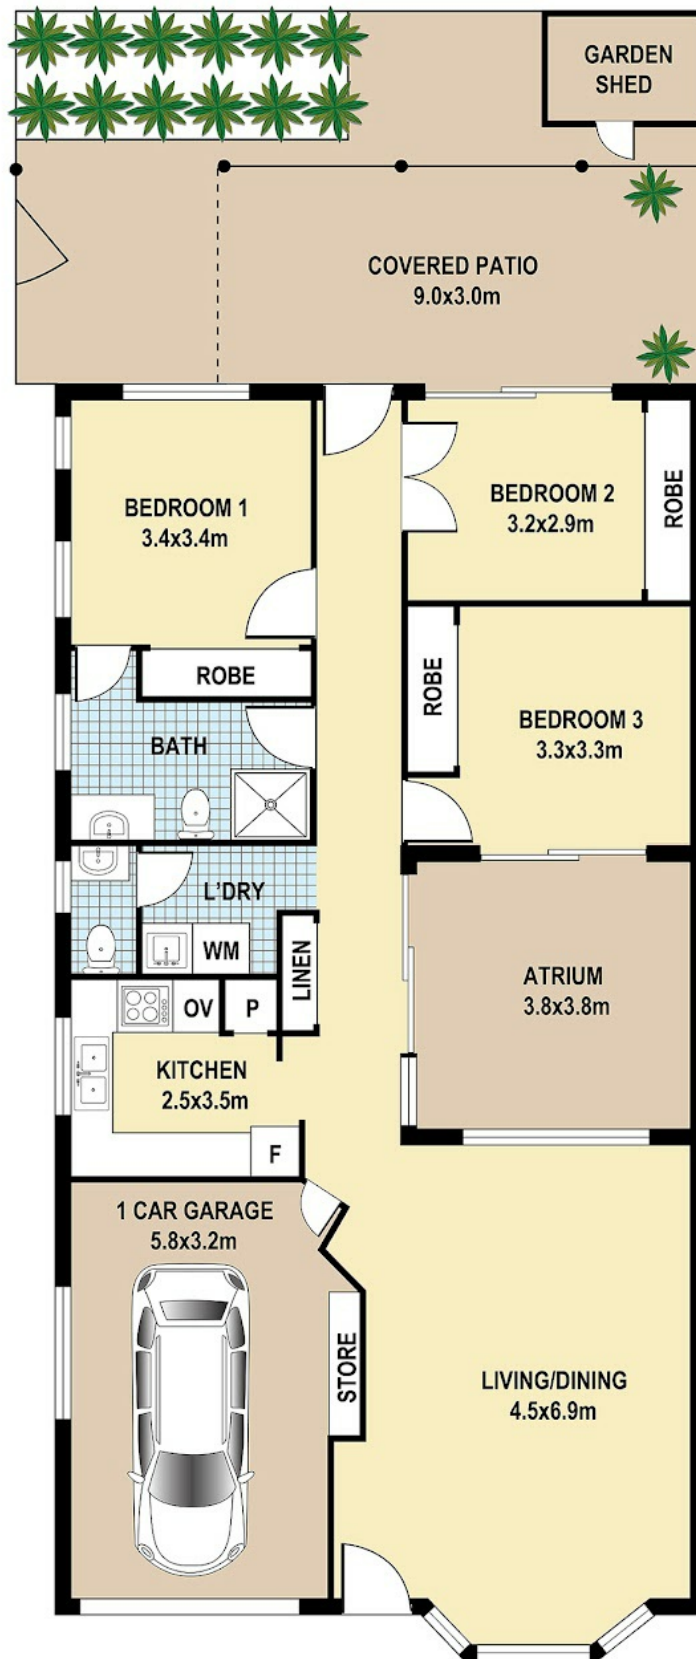 GARDEN
SHED
COVERED PATIO
9.0x3.0m
BEDROOM 1
3.4x3.4m
BEDROOM 2
3.2x2.9m
ROBE
ROBE
ROBE
BEDROOM 3
3.3x3.3m
BATH
L'DRY
WM
LINEN
ATRIUM
3.8x3.8m
OV
P
KITCHEN
2.5x3.5m
F
1 CAR GARAGE
5.8x3.2m
STORE
LIVING/DINING
4.5x6.9m